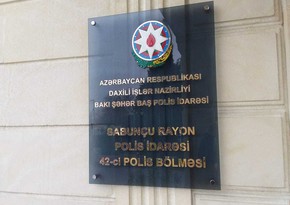 AZƏRBAYCAN RESPUBLİKASI
DAXİLİ İŞLƏR NAZİRLİYİ
BAKI ŞƏHƏR BAŞ POLİS İDARƏSİ
SABUNÇU RAYON
POLİS İDARƏSİ
42-ci POLİS BÖLMƏSİ